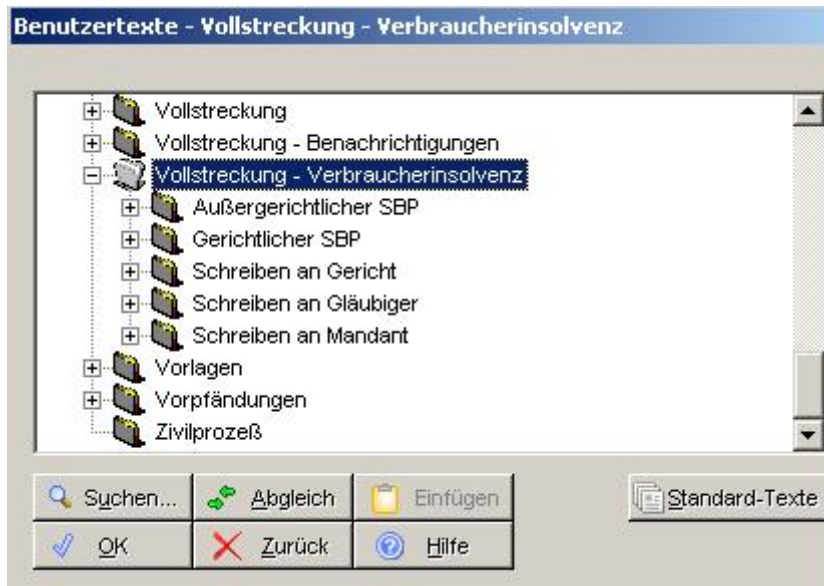 Benutzertexte - Vollstreckung - Verbraucherinsolvenz
Vollstreckung
Vollstreckung - Benachrichtigungen
Vollstreckung - Verbraucherinsolvenz
Außergerichtlicher SBP
Gerichtlicher SBP
Schreiben an Gericht
Schreiben an Gläubiger
Schreiben an Mandant
Vorlagen
Vorpfändungen
Zivilprozeß
Suchen... Abgleich Einfügen Standard-Texte
OK Zurück Hilfe